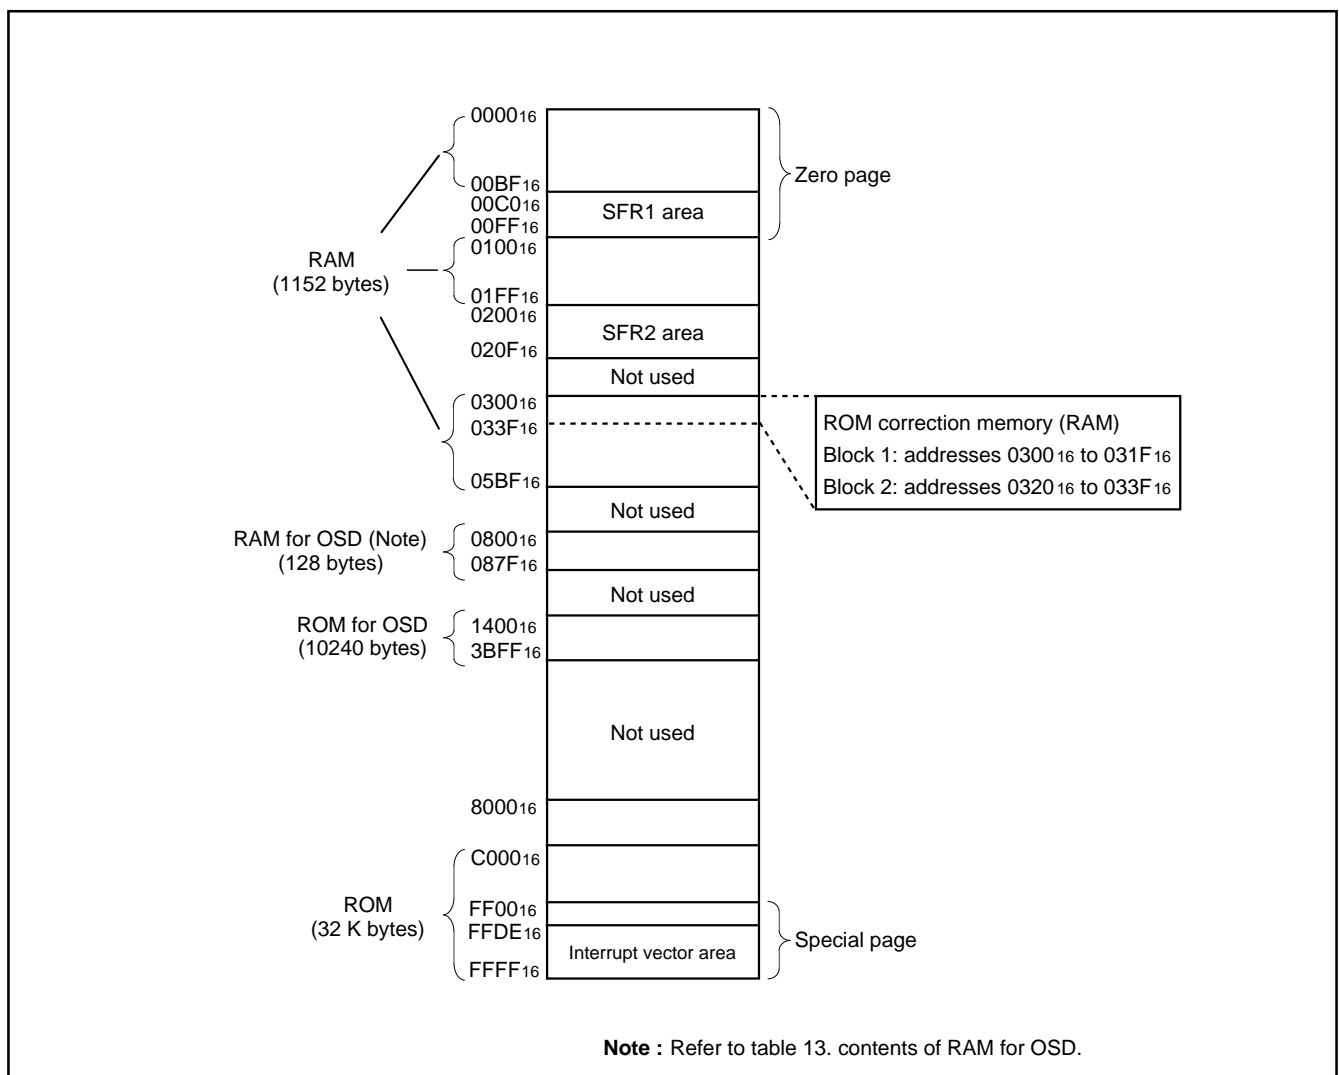 0000₁₆
00BF₁₆
00C0₁₆
00FF₁₆
SFR1 area
Zero page
0100₁₆
RAM
(1152 bytes)
01FF₁₆
0200₁₆
SFR2 area
020F₁₆
Not used
0300₁₆
033F₁₆
05BF₁₆
ROM correction memory (RAM)
Block 1: addresses 0300₁₆ to 031F₁₆
Block 2: addresses 0320₁₆ to 033F₁₆
Not used
RAM for OSD (Note)
(128 bytes)
0800₁₆
087F₁₆
Not used
ROM for OSD
(10240 bytes)
1400₁₆
3BFF₁₆
Not used
8000₁₆
C000₁₆
ROM
(32 K bytes)
FF00₁₆
FFDE₁₆
Interrupt vector area
FFFF₁₆
Special page
Note : Refer to table 13. contents of RAM for OSD.